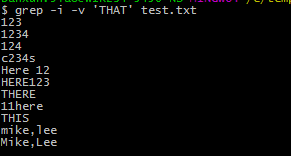 $ grep -i -v 'THAT' test.txt
123
1234
124
c234s
Here 12
HERE123
THERE
11here
THIS
mike,lee
Mike,Lee